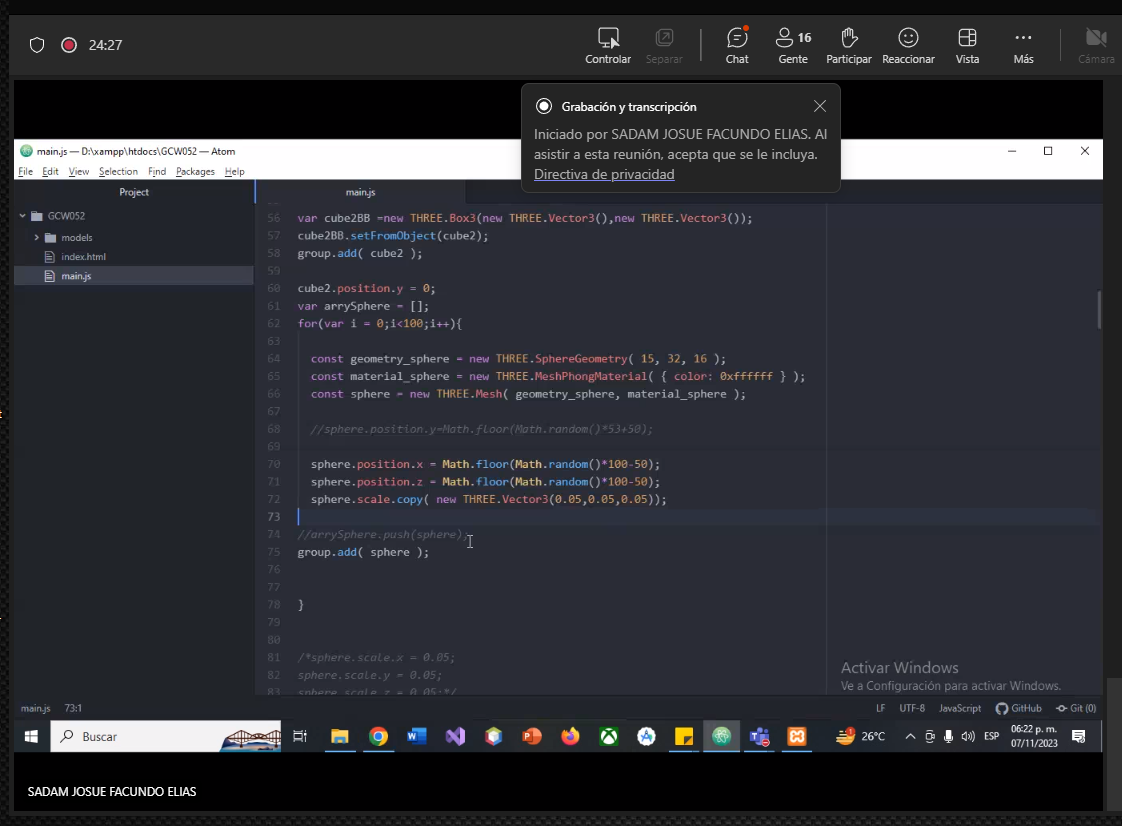 24:27
Controlar
Separar
Chat
16
Gente
Participar
Reaccionar
Vista
Más
Cámara
Grabación y transcripción
Iniciado por SADAM JOSUE FACUNDO ELIAS. Al
asistir a esta reunión, acepta que se le incluya.
Directiva de privacidad
main.js — D:\xampp\htdocs\GCW052 — Atom
File Edit View Selection Find Packages Help
Project
main.js
GCW052
models
index.html
main.js
56 var cube2BB =new THREE.Box3(new THREE.Vector3(),new THREE.Vector3());
57 cube2BB.setFromObject(cube2);
58 group.add( cube2 );
59
60 cube2.position.y = 0;
61 var arrySphere = [];
62 for(var i = 0;i<100;i++){
63
64 const geometry_sphere = new THREE.SphereGeometry( 15, 32, 16 );
65 const material_sphere = new THREE.MeshPhongMaterial( { color: 0xffffff } );
66 const sphere = new THREE.Mesh( geometry_sphere, material_sphere );
67
68 //sphere.position.y=Math.floor(Math.random()*53+50);
69
70 sphere.position.x = Math.floor(Math.random()*100-50);
71 sphere.position.z = Math.floor(Math.random()*100-50);
72 sphere.scale.copy( new THREE.Vector3(0.05,0.05,0.05));
73
74 //arrySphere.push(sphere);
75 group.add( sphere );
76
77
78 }
79
80
81 /*sphere.scale.x = 0.05;
82 sphere.scale.y = 0.05;
83 sphere.scale.z = 0.05;*/
Activar Windows
Ve a Configuración para activar Windows.
main.js 73:1
LF UTF-8 JavaScript GitHub Git (0)
Buscar
26°C
ESP
06:22 p. m.
07/11/2023
SADAM JOSUE FACUNDO ELIAS